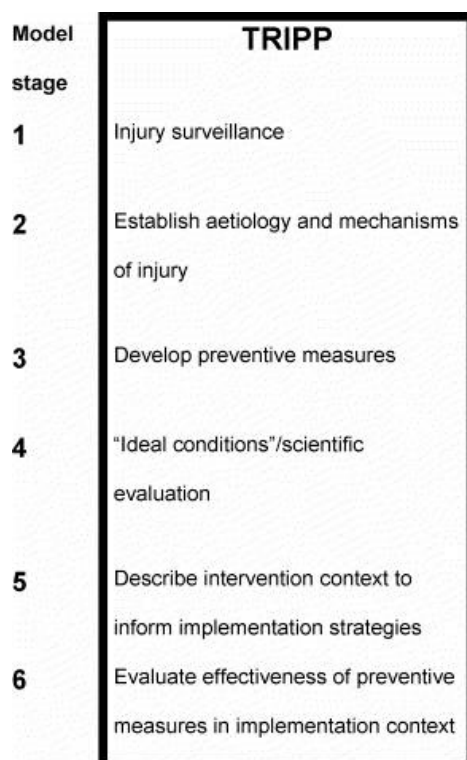 Model TRIPP
stage
1 Injury surveillance
2 Establish aetiology and mechanisms
of injury
3 Develop preventive measures
4 “Ideal conditions”/scientific
evaluation
5 Describe intervention context to
inform implementation strategies
6 Evaluate effectiveness of preventive
measures in implementation context